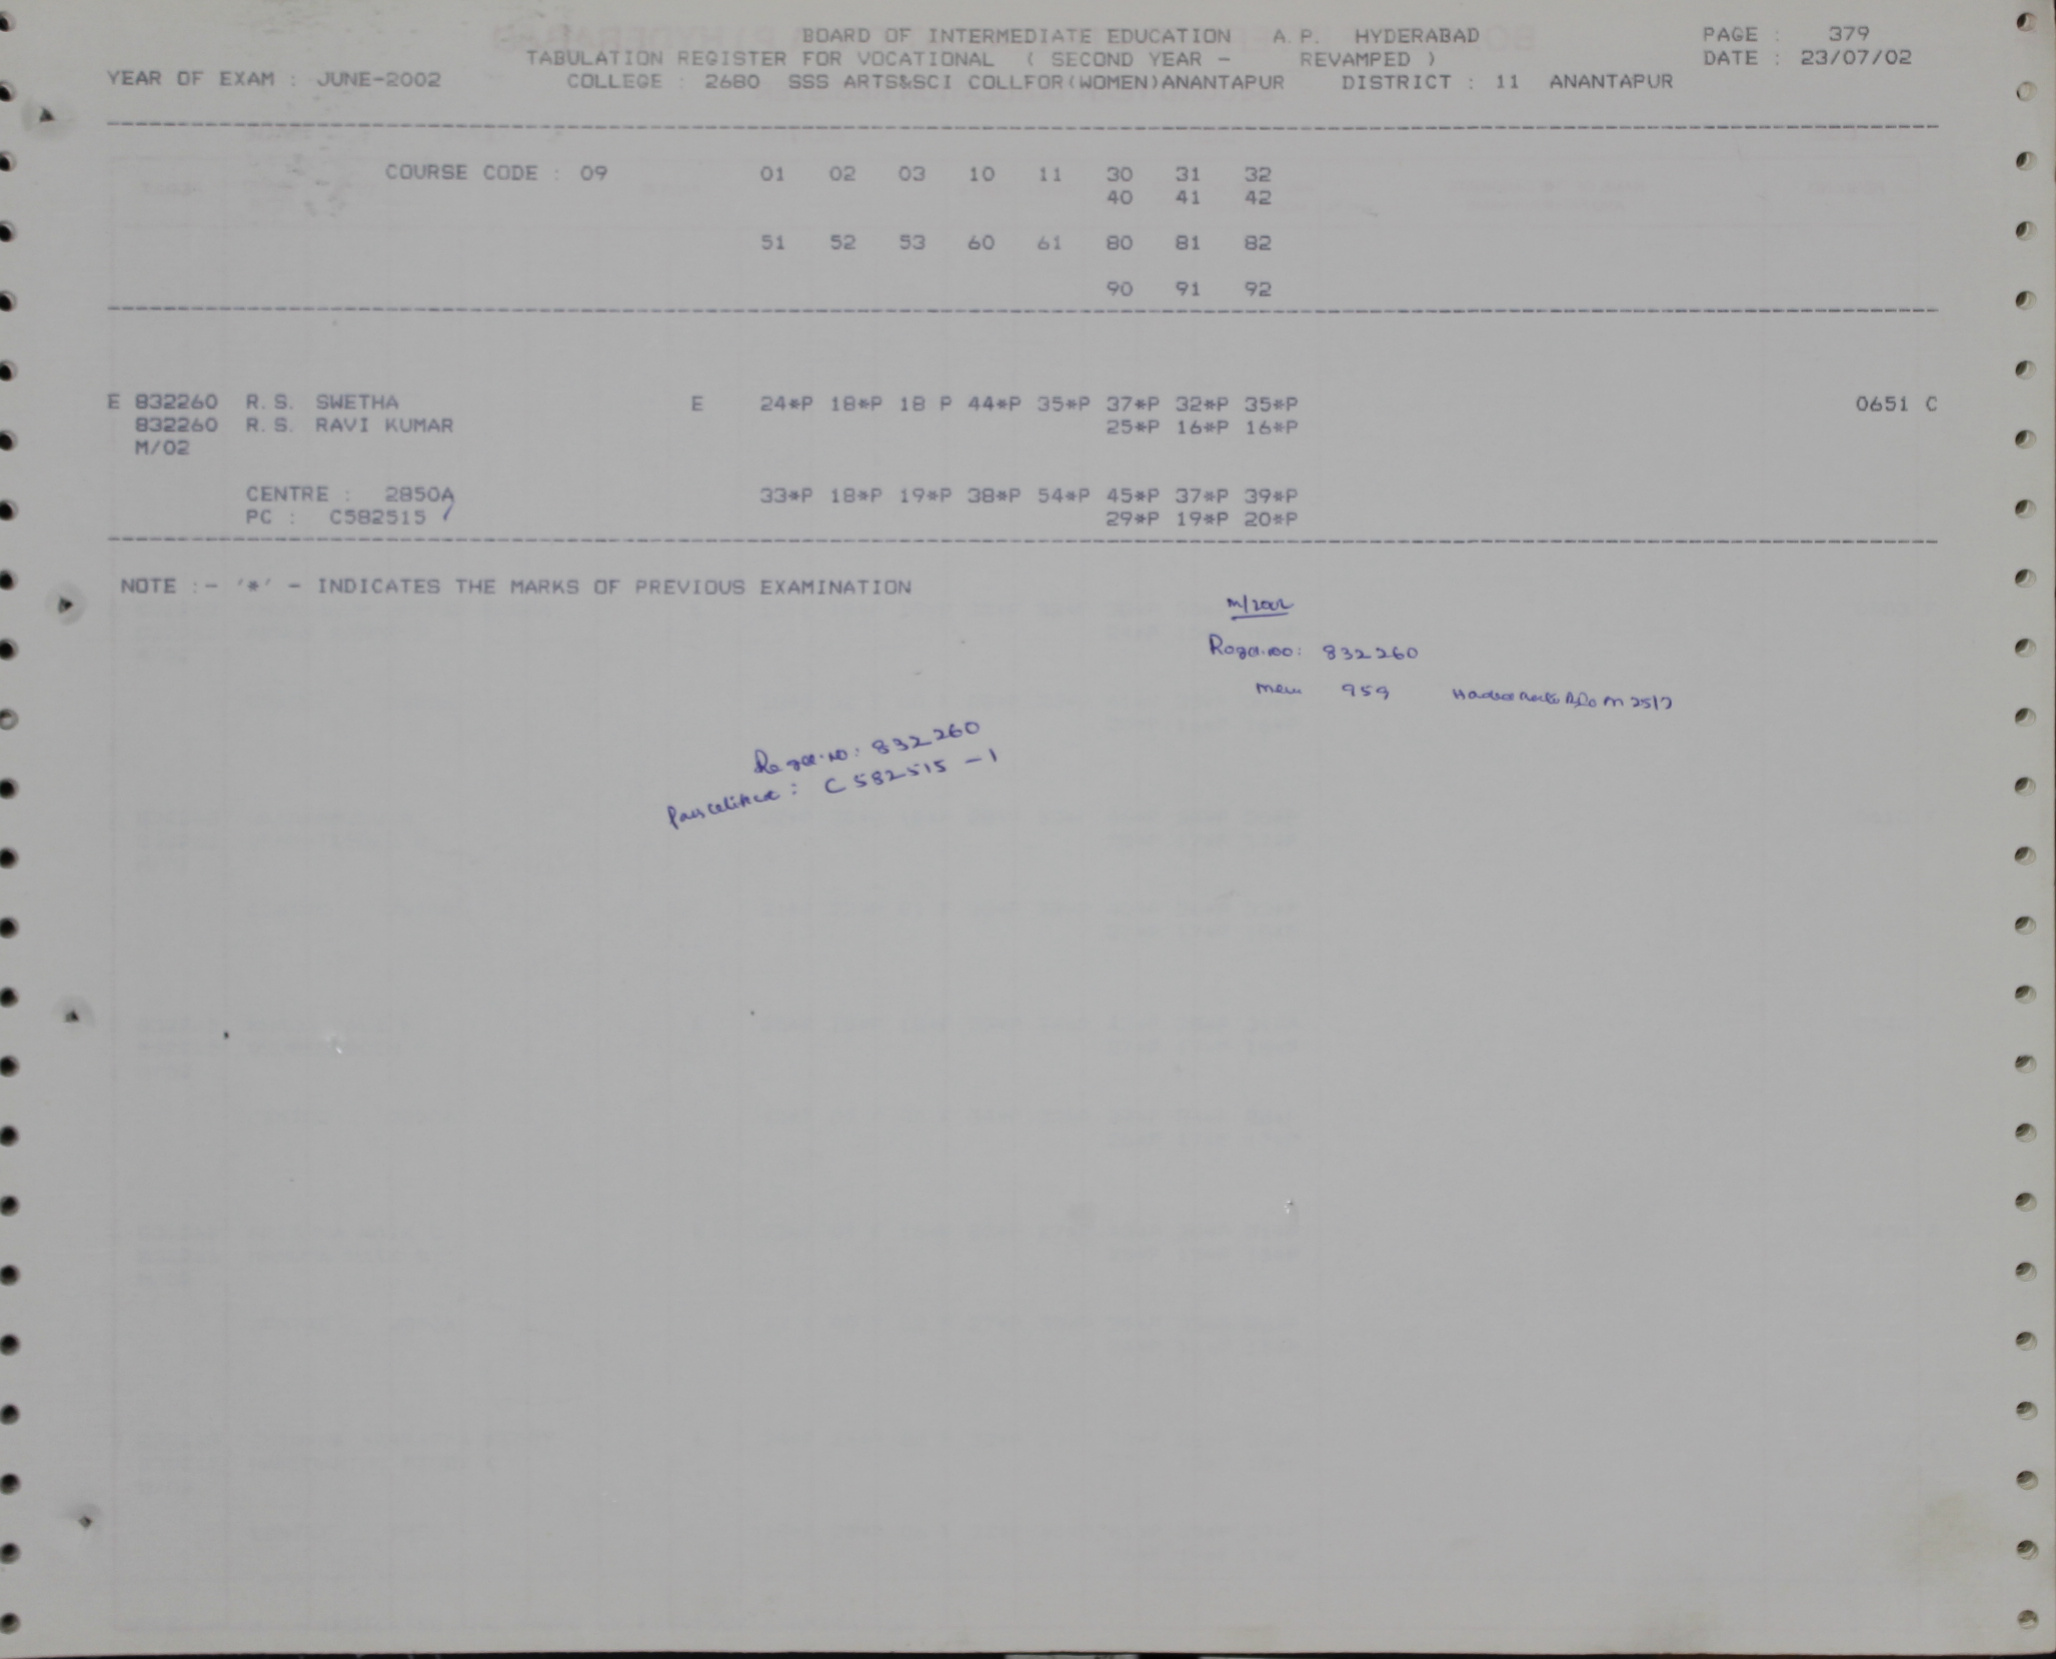 BOARD OF INTERMEDIATE EDUCATION A.P. HYDERABAD PAGE : 379
TABULATION REGISTER FOR VOCATIONAL ( SECOND YEAR - REVAMPED ) DATE : 23/07/02
YEAR OF EXAM : JUNE-2002 COLLEGE : 2680 SSS ARTS&SCI COLLFOR(WOMEN)ANANTAPUR DISTRICT : 11 ANANTAPUR
COURSE CODE : 09 01 02 03 10 11 30 31 32
40 41 42
51 52 53 60 61 80 81 82
90 91 92
E 832260 R.S. SWETHA E 24*P 18*P 18 P 44*P 35*P 37*P 32*P 35*P 0651 C
832260 R.S. RAVI KUMAR 25*P 16*P 16*P
M/02
CENTRE : 2850A 33*P 18*P 19*P 38*P 54*P 45*P 37*P 39*P
PC : C582515 29*P 19*P 20*P
NOTE :- '*' - INDICATES THE MARKS OF PREVIOUS EXAMINATION
M/2002
Regd.no: 832260
959
Regd.no: 832260
C 582515 -1